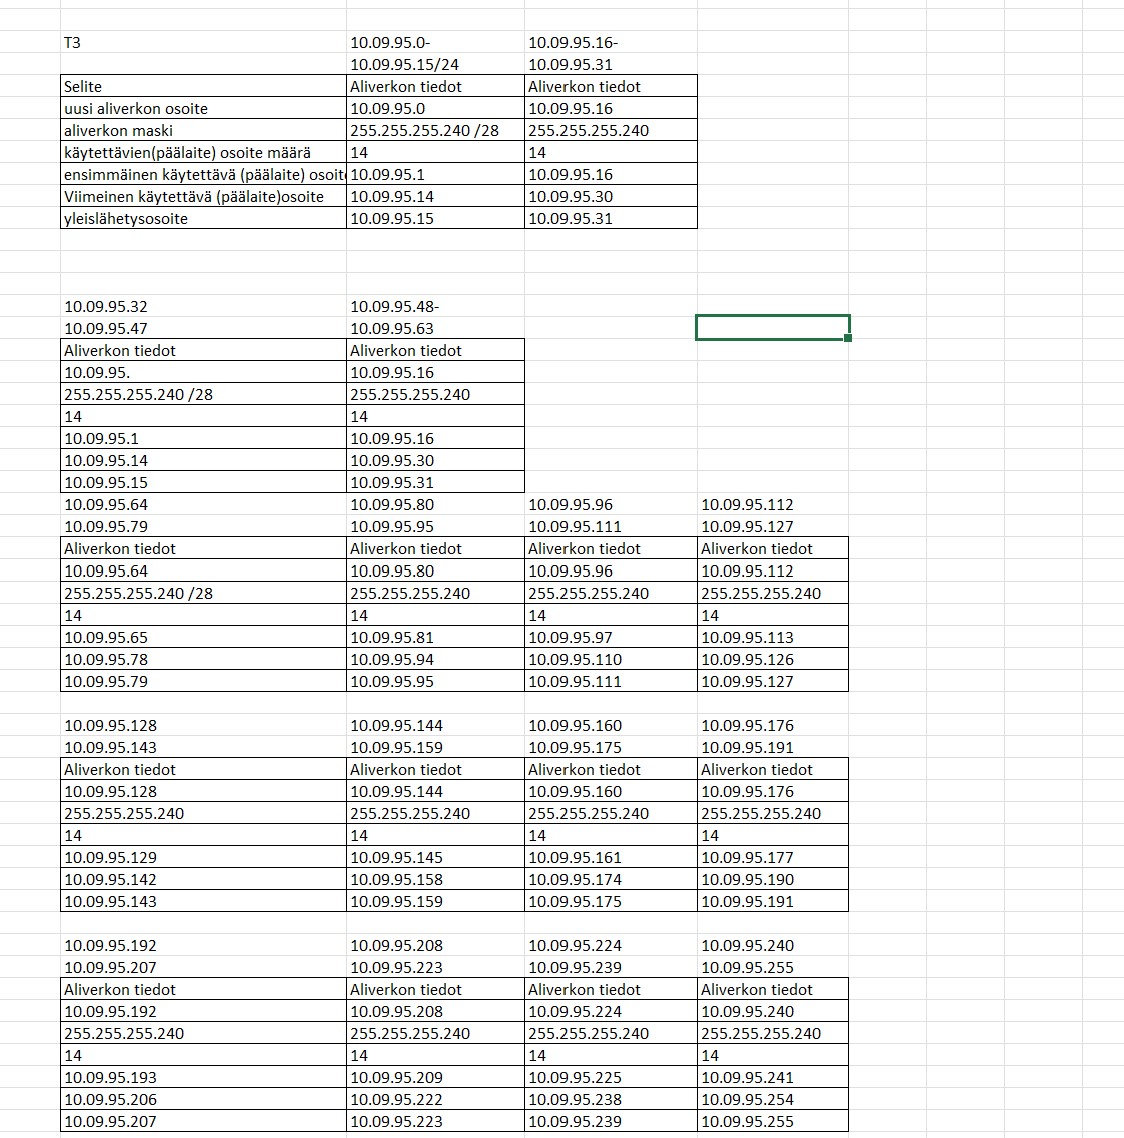 T3 10.09.95.0- 10.09.95.16-
10.09.95.15/24 10.09.95.31
Selite Aliverkon tiedot Aliverkon tiedot
uusi aliverkon osoite 10.09.95.0 10.09.95.16
aliverkon maski 255.255.255.240 /28 255.255.255.240
käytettävien(päälaite) osoite määrä 14 14
ensimmäinen käytettävä (päälaite) osoit 10.09.95.1 10.09.95.16
Viimeinen käytettävä (päälaite)osoite 10.09.95.14 10.09.95.30
yleislähetysosoite 10.09.95.15 10.09.95.31
10.09.95.32 10.09.95.48-
10.09.95.47 10.09.95.63
Aliverkon tiedot Aliverkon tiedot
10.09.95. 10.09.95.16
255.255.255.240 /28 255.255.255.240
14 14
10.09.95.1 10.09.95.16
10.09.95.14 10.09.95.30
10.09.95.15 10.09.95.31
10.09.95.64 10.09.95.80 10.09.95.96 10.09.95.112
10.09.95.79 10.09.95.95 10.09.95.111 10.09.95.127
Aliverkon tiedot Aliverkon tiedot Aliverkon tiedot Aliverkon tiedot
10.09.95.64 10.09.95.80 10.09.95.96 10.09.95.112
255.255.255.240 /28 255.255.255.240 255.255.255.240 255.255.255.240
14 14 14 14
10.09.95.65 10.09.95.81 10.09.95.97 10.09.95.113
10.09.95.78 10.09.95.94 10.09.95.110 10.09.95.126
10.09.95.79 10.09.95.95 10.09.95.111 10.09.95.127
10.09.95.128 10.09.95.144 10.09.95.160 10.09.95.176
10.09.95.143 10.09.95.159 10.09.95.175 10.09.95.191
Aliverkon tiedot Aliverkon tiedot Aliverkon tiedot Aliverkon tiedot
10.09.95.128 10.09.95.144 10.09.95.160 10.09.95.176
255.255.255.240 255.255.255.240 255.255.255.240 255.255.255.240
14 14 14 14
10.09.95.129 10.09.95.145 10.09.95.161 10.09.95.177
10.09.95.142 10.09.95.158 10.09.95.174 10.09.95.190
10.09.95.143 10.09.95.159 10.09.95.175 10.09.95.191
10.09.95.192 10.09.95.208 10.09.95.224 10.09.95.240
10.09.95.207 10.09.95.223 10.09.95.239 10.09.95.255
Aliverkon tiedot Aliverkon tiedot Aliverkon tiedot Aliverkon tiedot
10.09.95.192 10.09.95.208 10.09.95.224 10.09.95.240
255.255.255.240 255.255.255.240 255.255.255.240 255.255.255.240
14 14 14 14
10.09.95.193 10.09.95.209 10.09.95.225 10.09.95.241
10.09.95.206 10.09.95.222 10.09.95.238 10.09.95.254
10.09.95.207 10.09.95.223 10.09.95.239 10.09.95.255